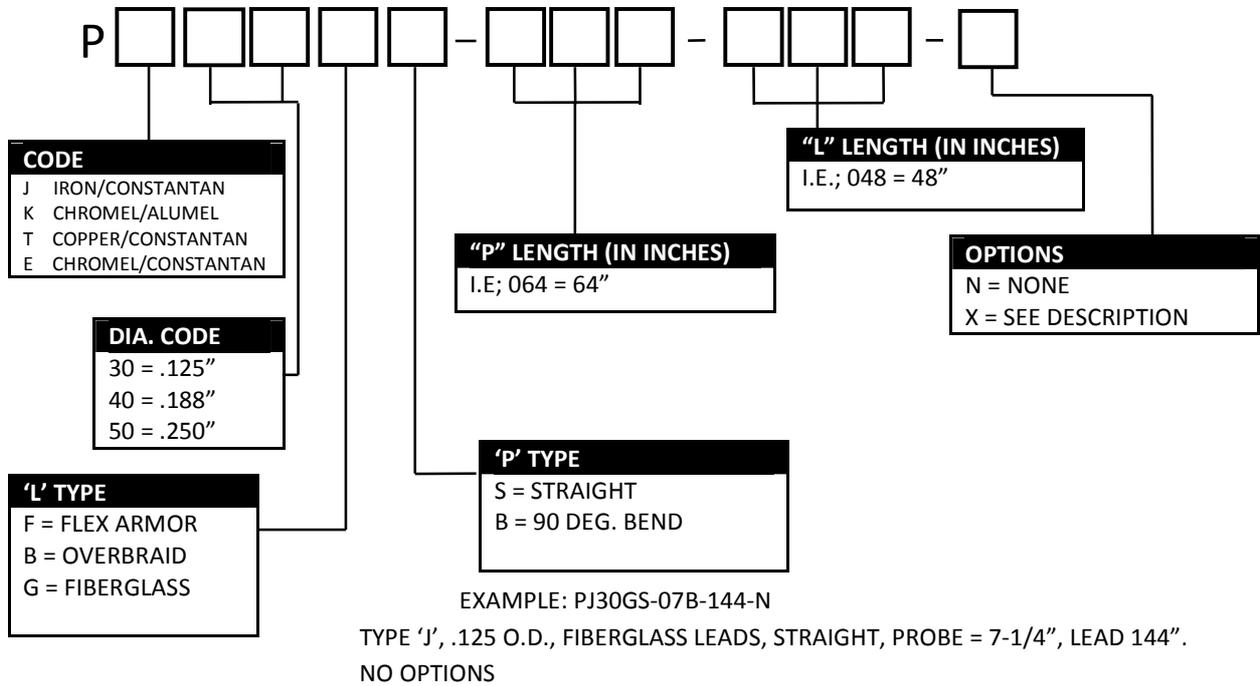 P – – –
CODE
J IRON/CONSTANTAN
K CHROMEL/ALUMEL
T COPPER/CONSTANTAN
E CHROMEL/CONSTANTAN
DIA. CODE
30 = .125”
40 = .188”
50 = .250”
‘L’ TYPE
F = FLEX ARMOR
B = OVERBRAID
G = FIBERGLASS
‘P’ TYPE
S = STRAIGHT
B = 90 DEG. BEND
“P” LENGTH (IN INCHES)
I.E; 064 = 64”
“L” LENGTH (IN INCHES)
I.E.; 048 = 48”
OPTIONS
N = NONE
X = SEE DESCRIPTION
EXAMPLE: PJ30GS-07B-144-N
TYPE ‘J’, .125 O.D., FIBERGLASS LEADS, STRAIGHT, PROBE = 7-1/4”, LEAD 144”.
NO OPTIONS